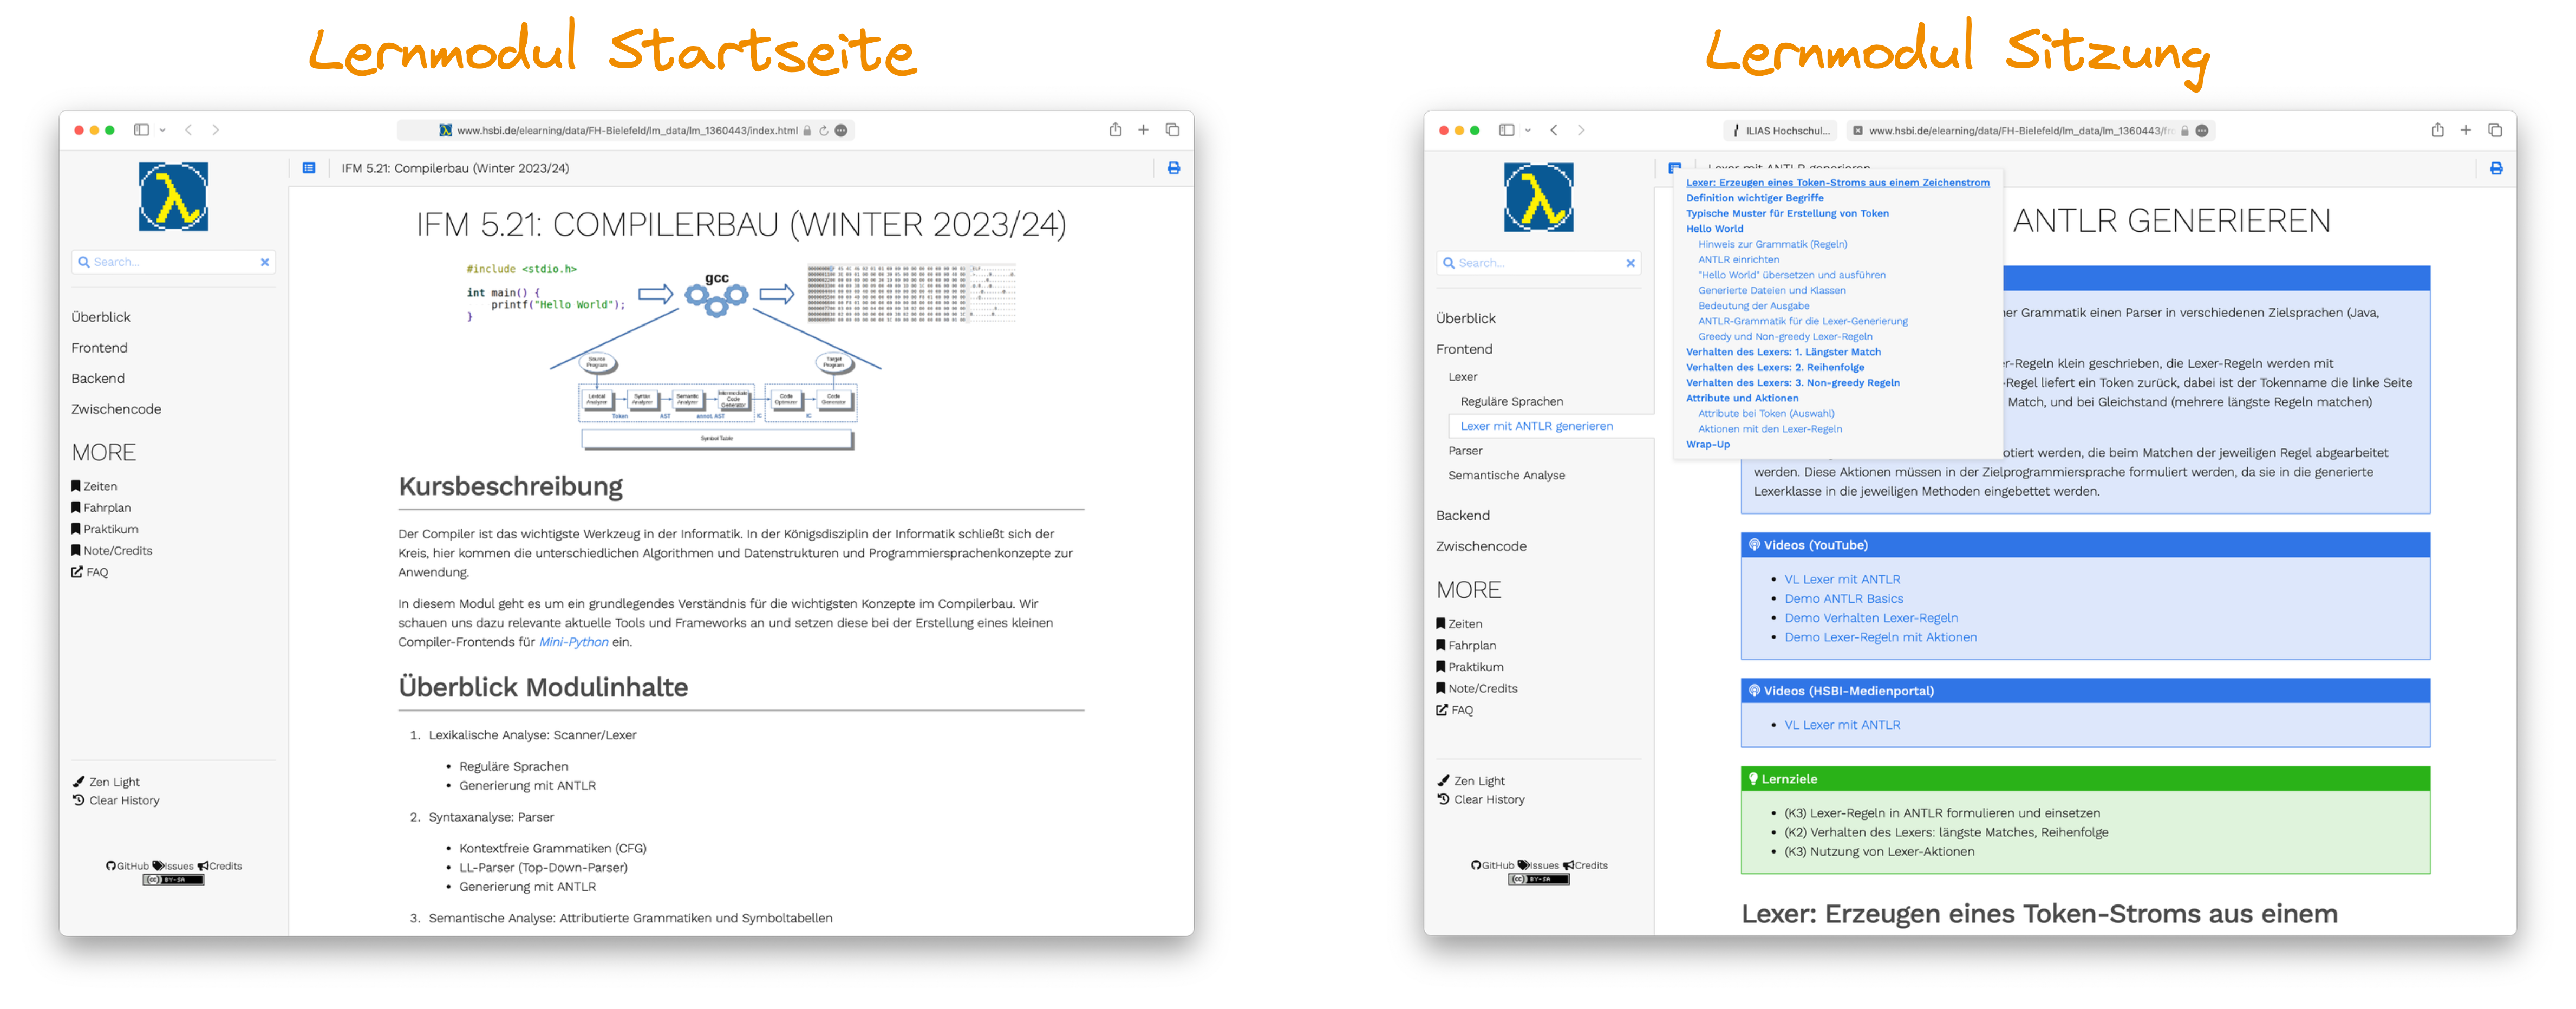 Lernmodul Startseite
www.hsbi.de/elearning/data/FH-Bielefeld/lm_data/lm_1360443/index.html
IFM 5.21: Compilerbau (Winter 2023/24)
Search...
Überblick
Frontend
Backend
Zwischencode
MORE
Zeiten
Fahrplan
Praktikum
Note/Credits
FAQ
Zen Light
Clear History
GitHub Issues Credits
BY-SA
IFM 5.21: COMPILERBAU (WINTER 2023/24)
#include <stdio.h>
int main() {
printf("Hello World");
}
gcc
Source Program
Target Program
Lexical Analyzer
Syntax Analyzer
Semantic Analyzer
Intermediate Code Generator
Code Optimizer
Code Generator
Token AST annot. AST IC IC
Symbol Table
Kursbeschreibung
Der Compiler ist das wichtigste Werkzeug in der Informatik. In der Königsdisziplin der Informatik schließt sich der
Kreis, hier kommen die unterschiedlichen Algorithmen und Datenstrukturen und Programmiersprachenkonzepte zur
Anwendung.
In diesem Modul geht es um ein grundlegendes Verständnis für die wichtigsten Konzepte im Compilerbau. Wir
schauen uns dazu relevante aktuelle Tools und Frameworks an und setzen diese bei der Erstellung eines kleinen
Compiler-Frontends für Mini-Python ein.
Überblick Modulinhalte
1. Lexikalische Analyse: Scanner/Lexer
• Reguläre Sprachen
• Generierung mit ANTLR
2. Syntaxanalyse: Parser
• Kontextfreie Grammatiken (CFG)
• LL-Parser (Top-Down-Parser)
• Generierung mit ANTLR
3. Semantische Analyse: Attributierte Grammatiken und Symboltabellen
Lernmodul Sitzung
ILIAS Hochschul...
www.hsbi.de/elearning/data/FH-Bielefeld/lm_data/lm_1360443/fr
Lexer mit ANTLR generieren
Search...
Überblick
Frontend
Lexer
Reguläre Sprachen
Lexer mit ANTLR generieren
Parser
Semantische Analyse
Backend
Zwischencode
MORE
Zeiten
Fahrplan
Praktikum
Note/Credits
FAQ
Zen Light
Clear History
GitHub Issues Credits
BY-SA
Lexer: Erzeugen eines Token-Stroms aus einem Zeichenstrom
Definition wichtiger Begriffe
Typische Muster für Erstellung von Token
Hello World
Hinweis zur Grammatik (Regeln)
ANTLR einrichten
"Hello World" übersetzen und ausführen
Generierte Dateien und Klassen
Bedeutung der Ausgabe
ANTLR-Grammatik für die Lexer-Generierung
Greedy und Non-greedy Lexer-Regeln
Verhalten des Lexers: 1. Längster Match
Verhalten des Lexers: 2. Reihenfolge
Verhalten des Lexers: 3. Non-greedy Regeln
Attribute und Aktionen
Attribute bei Token (Auswahl)
Aktionen mit den Lexer-Regeln
Wrap-Up
ANTLR GENERIEREN
er Grammatik einen Parser in verschiedenen Zielsprachen (Java,
r-Regeln klein geschrieben, die Lexer-Regeln werden mit
-Regel liefert ein Token zurück, dabei ist der Tokenname die linke Seite
Match, und bei Gleichstand (mehrere längste Regeln matchen)
otiert werden, die beim Matchen der jeweiligen Regel abgearbeitet
werden. Diese Aktionen müssen in der Zielprogrammiersprache formuliert werden, da sie in die generierte
Lexerklasse in die jeweiligen Methoden eingebettet werden.
Videos (YouTube)
• VL Lexer mit ANTLR
• Demo ANTLR Basics
• Demo Verhalten Lexer-Regeln
• Demo Lexer-Regeln mit Aktionen
Videos (HSBI-Medienportal)
• VL Lexer mit ANTLR
Lernziele
• (K3) Lexer-Regeln in ANTLR formulieren und einsetzen
• (K2) Verhalten des Lexers: längste Matches, Reihenfolge
• (K3) Nutzung von Lexer-Aktionen
Lexer: Erzeugen eines Token-Stroms aus einem